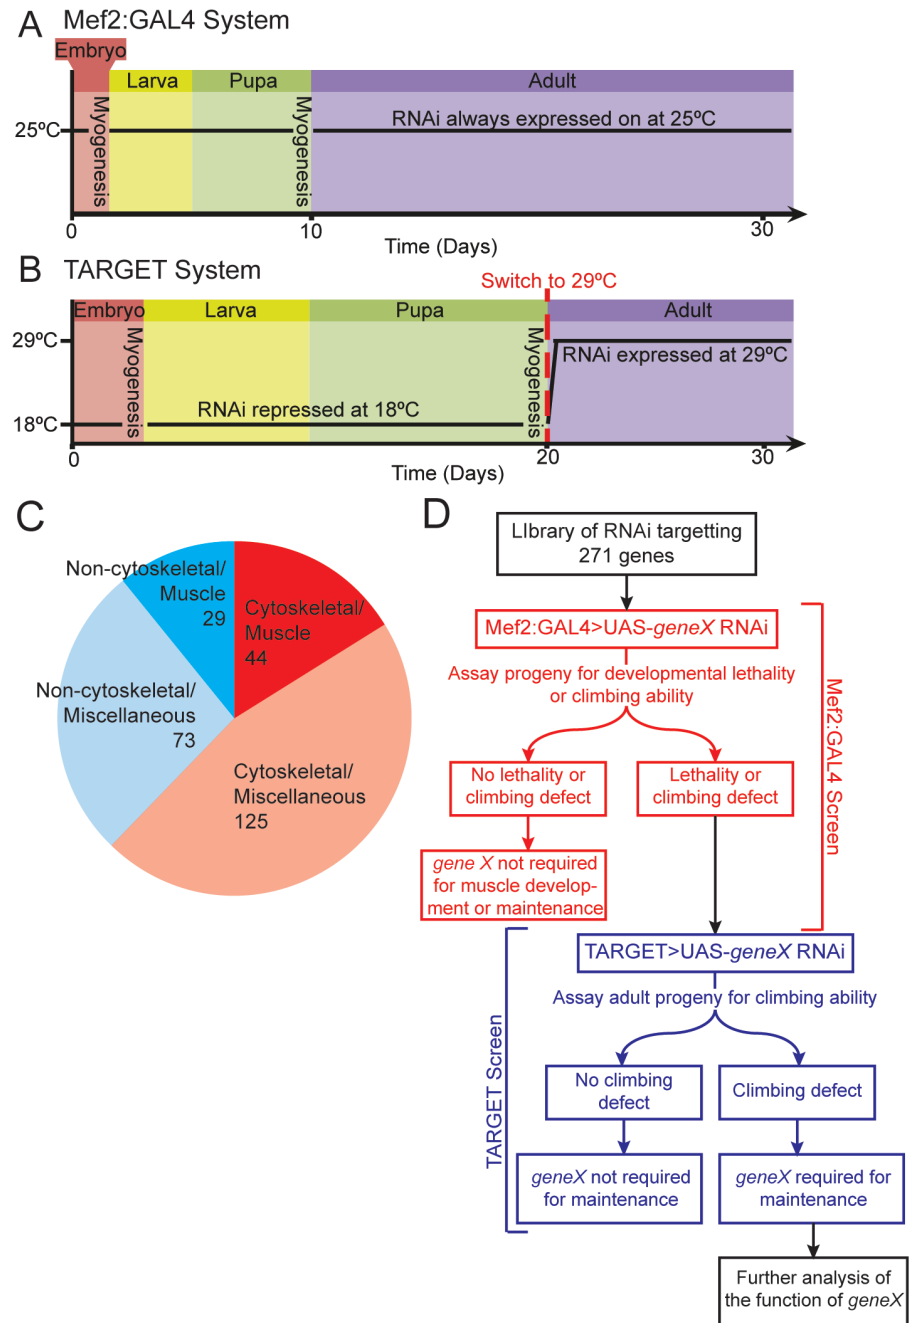 A
Mef2:GAL4 System
Embryo
Larva
Pupa
Adult
Myogenesis
Myogenesis
25ºC
RNAi always expressed on at 25ºC
0
10
30
Time (Days)
B
TARGET System
Switch to 29ºC
Embryo
Larva
Pupa
Adult
29ºC
Myogenesis
Myogenesis
RNAi expressed at 29ºC
RNAi repressed at 18ºC
18ºC
0
20
30
Time (Days)
C
Non-cytoskeletal/
Muscle
29
Cytoskeletal/
Muscle
44
Non-cytoskeletal/
Miscellaneous
73
Cytoskeletal/
Miscellaneous
125
D
LIbrary of RNAi targetting
271 genes
Mef2:GAL4>UAS-geneX RNAi
Assay progeny for developmental lethality
or climbing ability
No lethality or
climbing defect
Lethality or
climbing defect
gene X not required
for muscle develop-
ment or maintenance
Mef2:GAL4 Screen
TARGET>UAS-geneX RNAi
Assay adult progeny for climbing ability
No climbing
defect
Climbing defect
geneX not required
for maintenance
geneX required for
maintenance
TARGET Screen
Further analysis of
the function of geneX